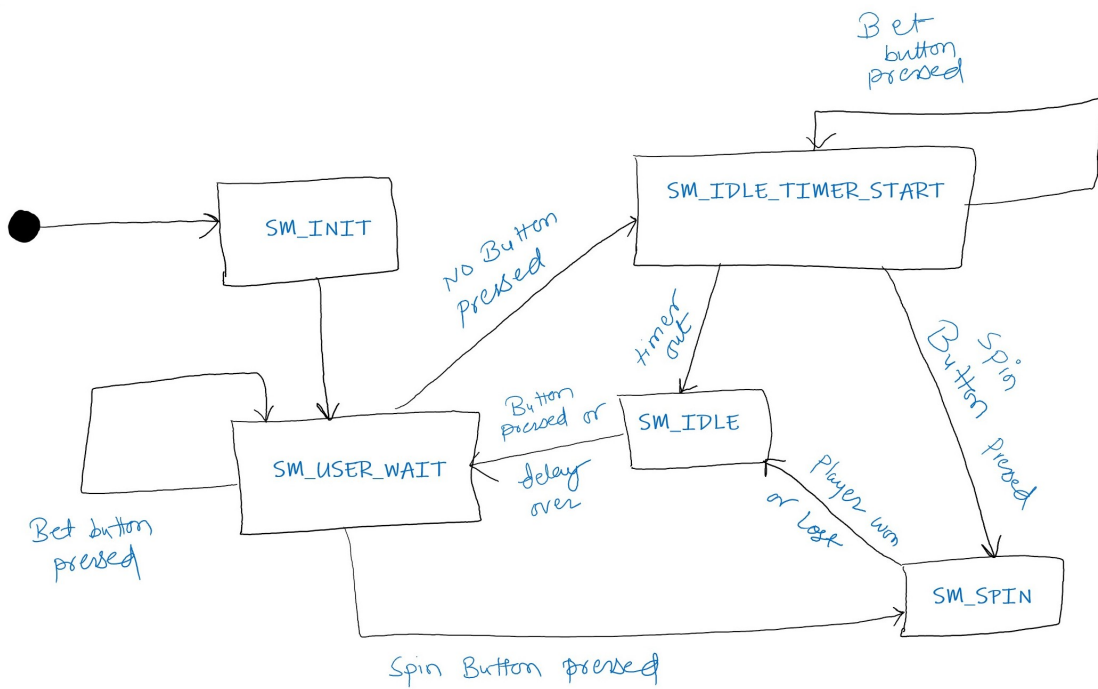 Bet
button
pressed
SM_IDLE_TIMER_START
SM_INIT
NO Button
pressed
timer
out
Spin
Button pressed
Button
pressed or
delay
over
SM_IDLE
SM_USER_WAIT
Player won
or Lost
Bet button
pressed
SM_SPIN
Spin Button pressed